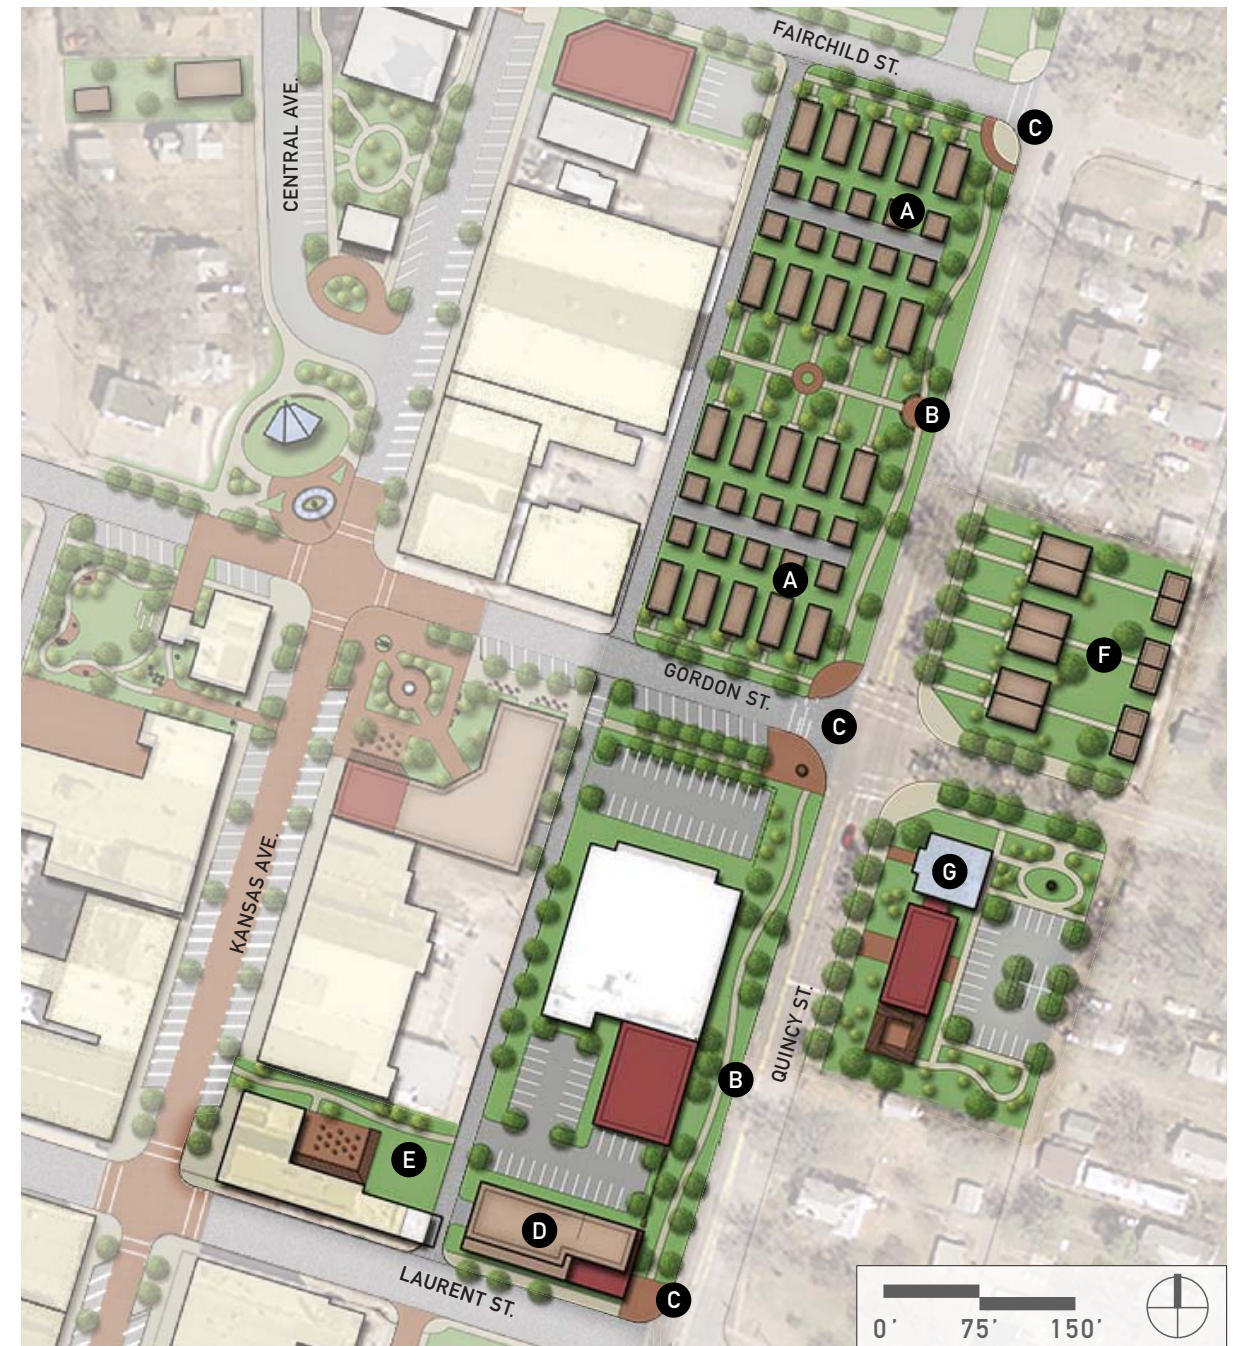 FAIRCHILD ST.
C
CENTRAL AVE.
A
B
A
F
GORDON ST.
C
G
KANSAS AVE.
QUINCY ST.
B
E
D
LAURENT ST.
C
0' 75' 150'